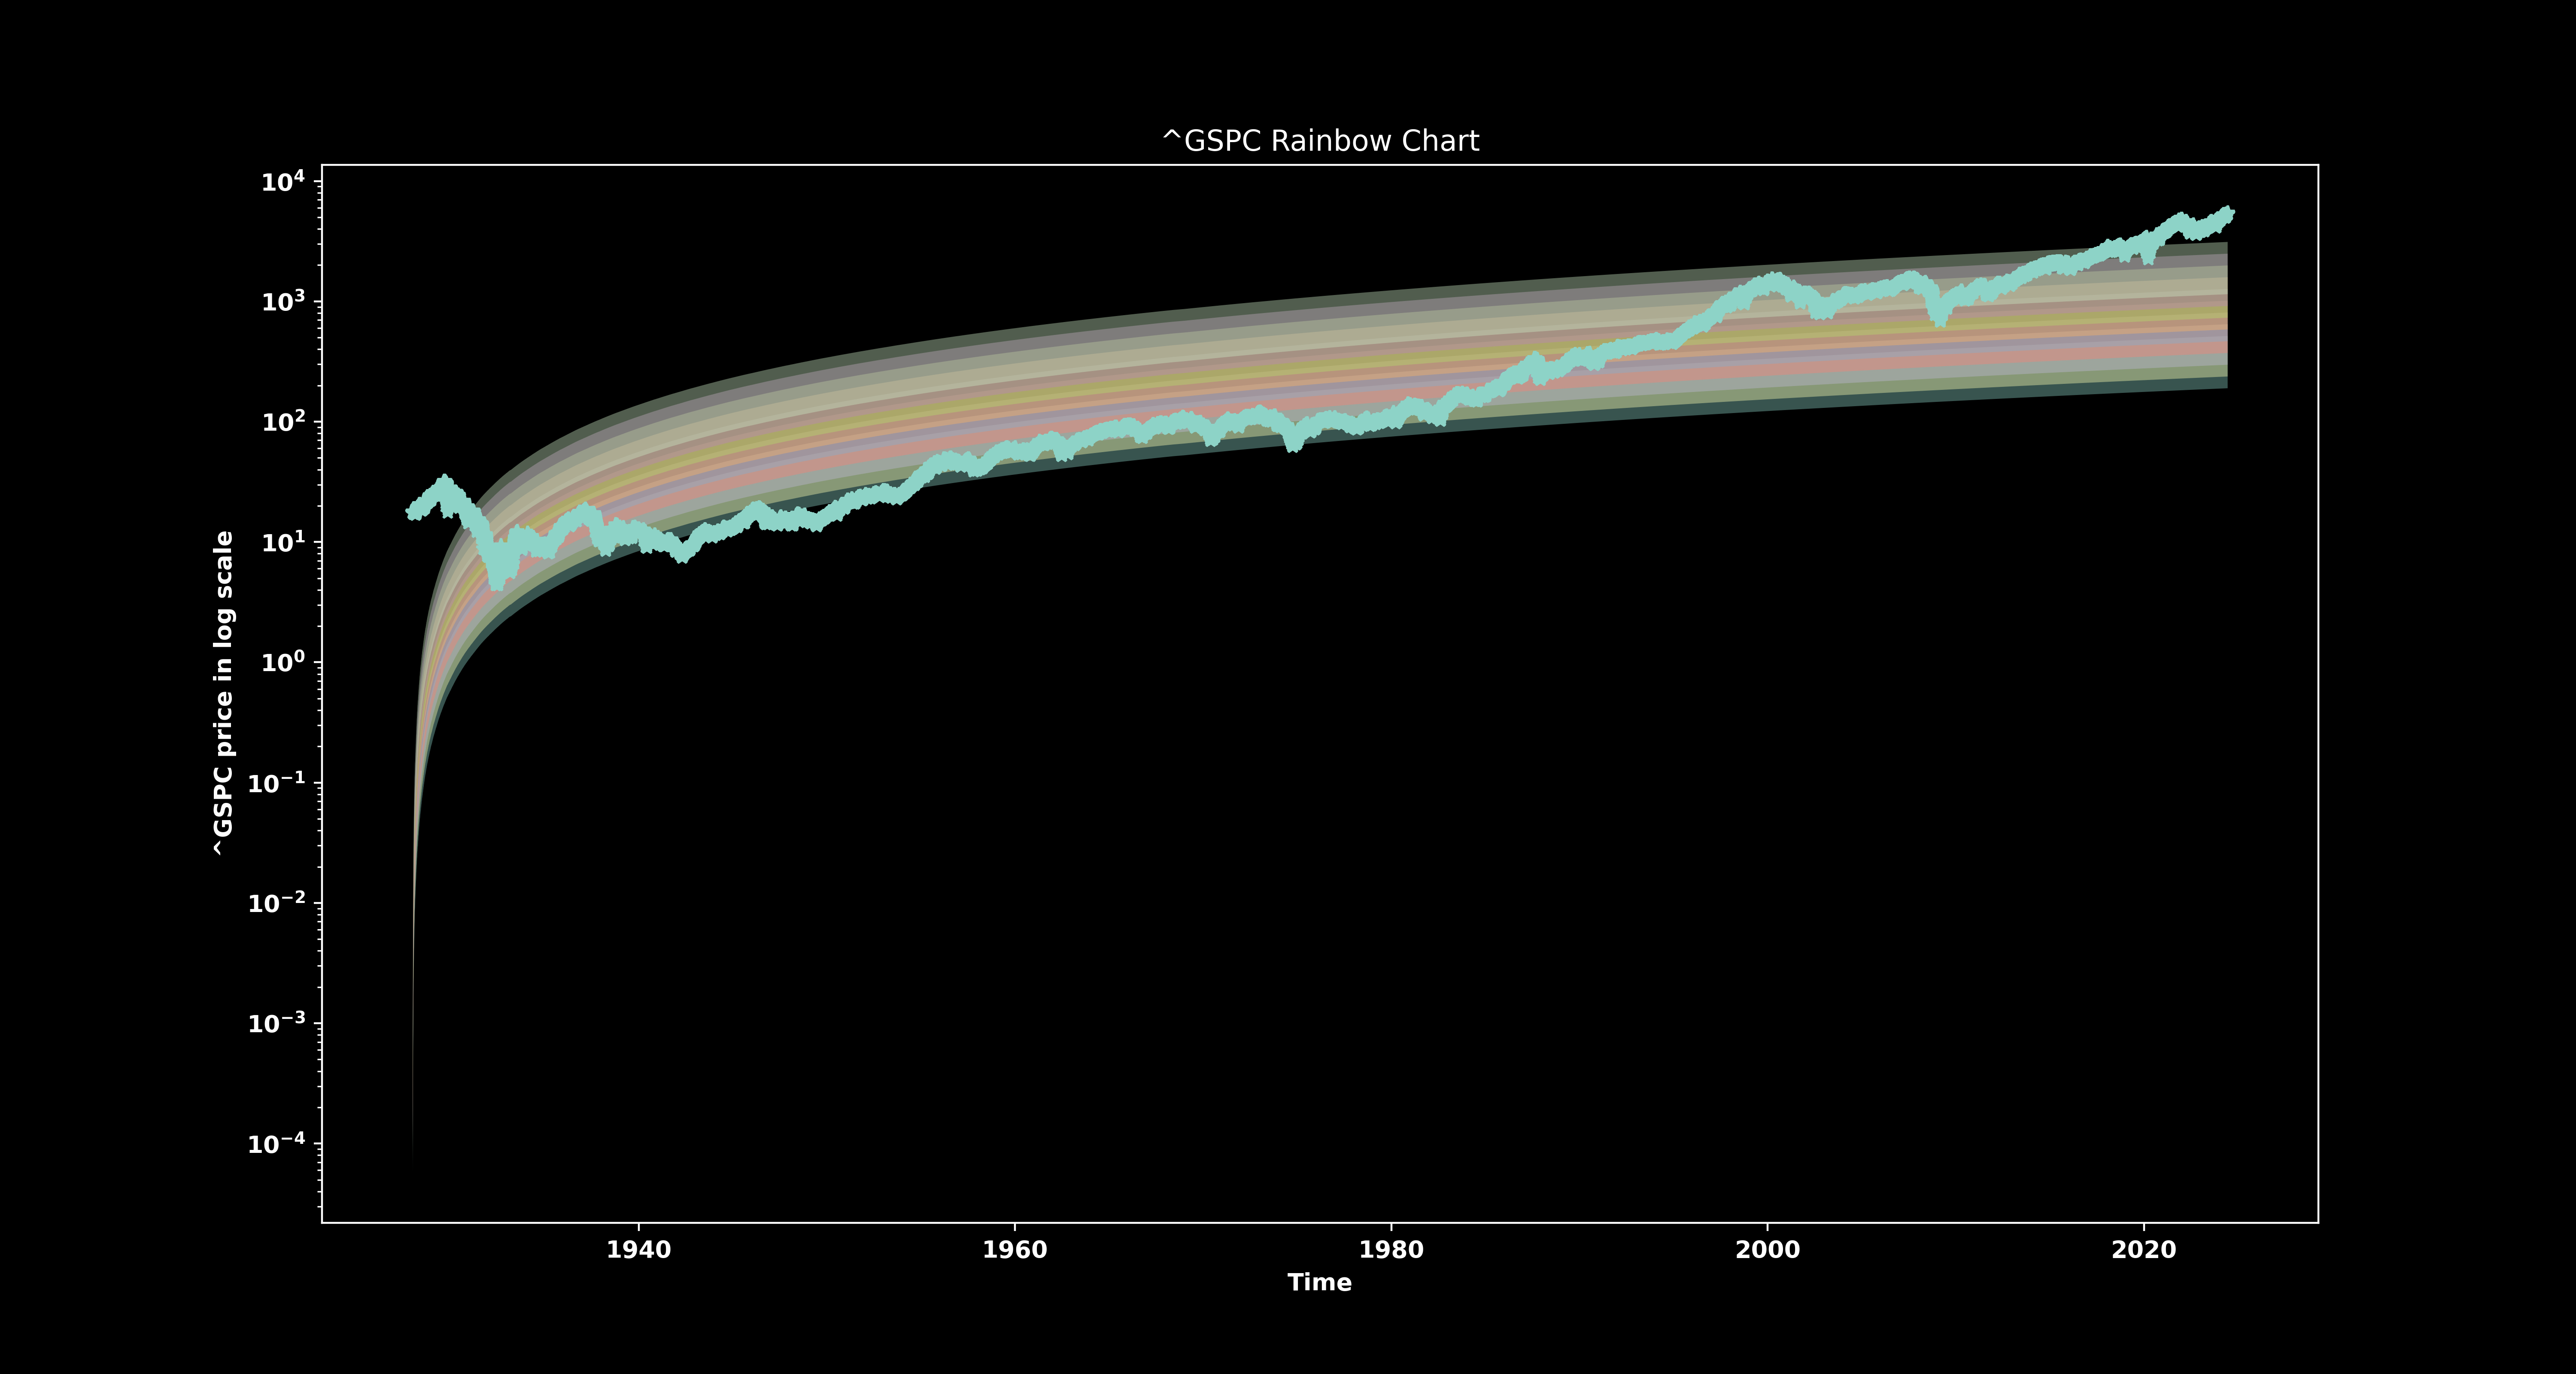 ^GSPC Rainbow Chart
^GSPC price in log scale
10⁴
10³
10²
10¹
10⁰
10⁻¹
10⁻²
10⁻³
10⁻⁴
1940 1960 1980 2000 2020
Time